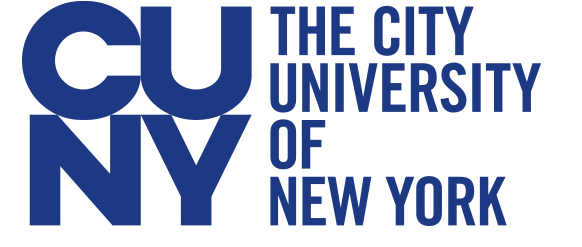 CU
NY
THE CITY
UNIVERSITY
OF
NEW YORK